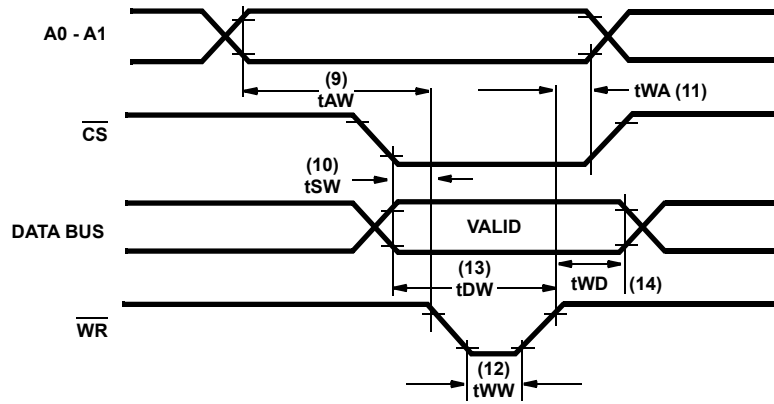 A0 - A1
(9)
tAW
tWA (11)
CS
(10)
tSW
DATA BUS
VALID
(13)
tDW
tWD (14)
WR
(12)
tWW